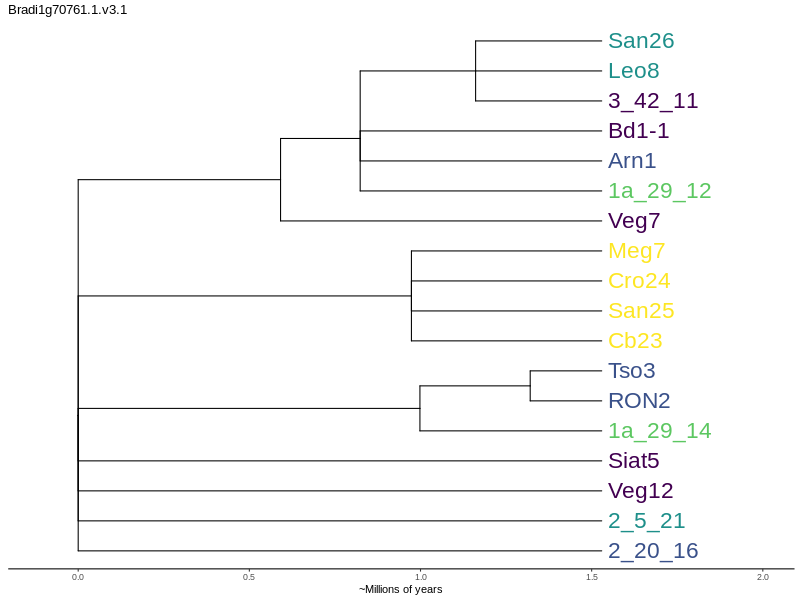 Bradi1g70761.1.v3.1
San26
Leo8
3_42_11
Bd1-1
Arn1
1a_29_12
Veg7
Meg7
Cro24
San25
Cb23
Tso3
RON2
1a_29_14
Siat5
Veg12
2_5_21
2_20_16
0.0 0.5 1.0 1.5 2.0
~Millions of years